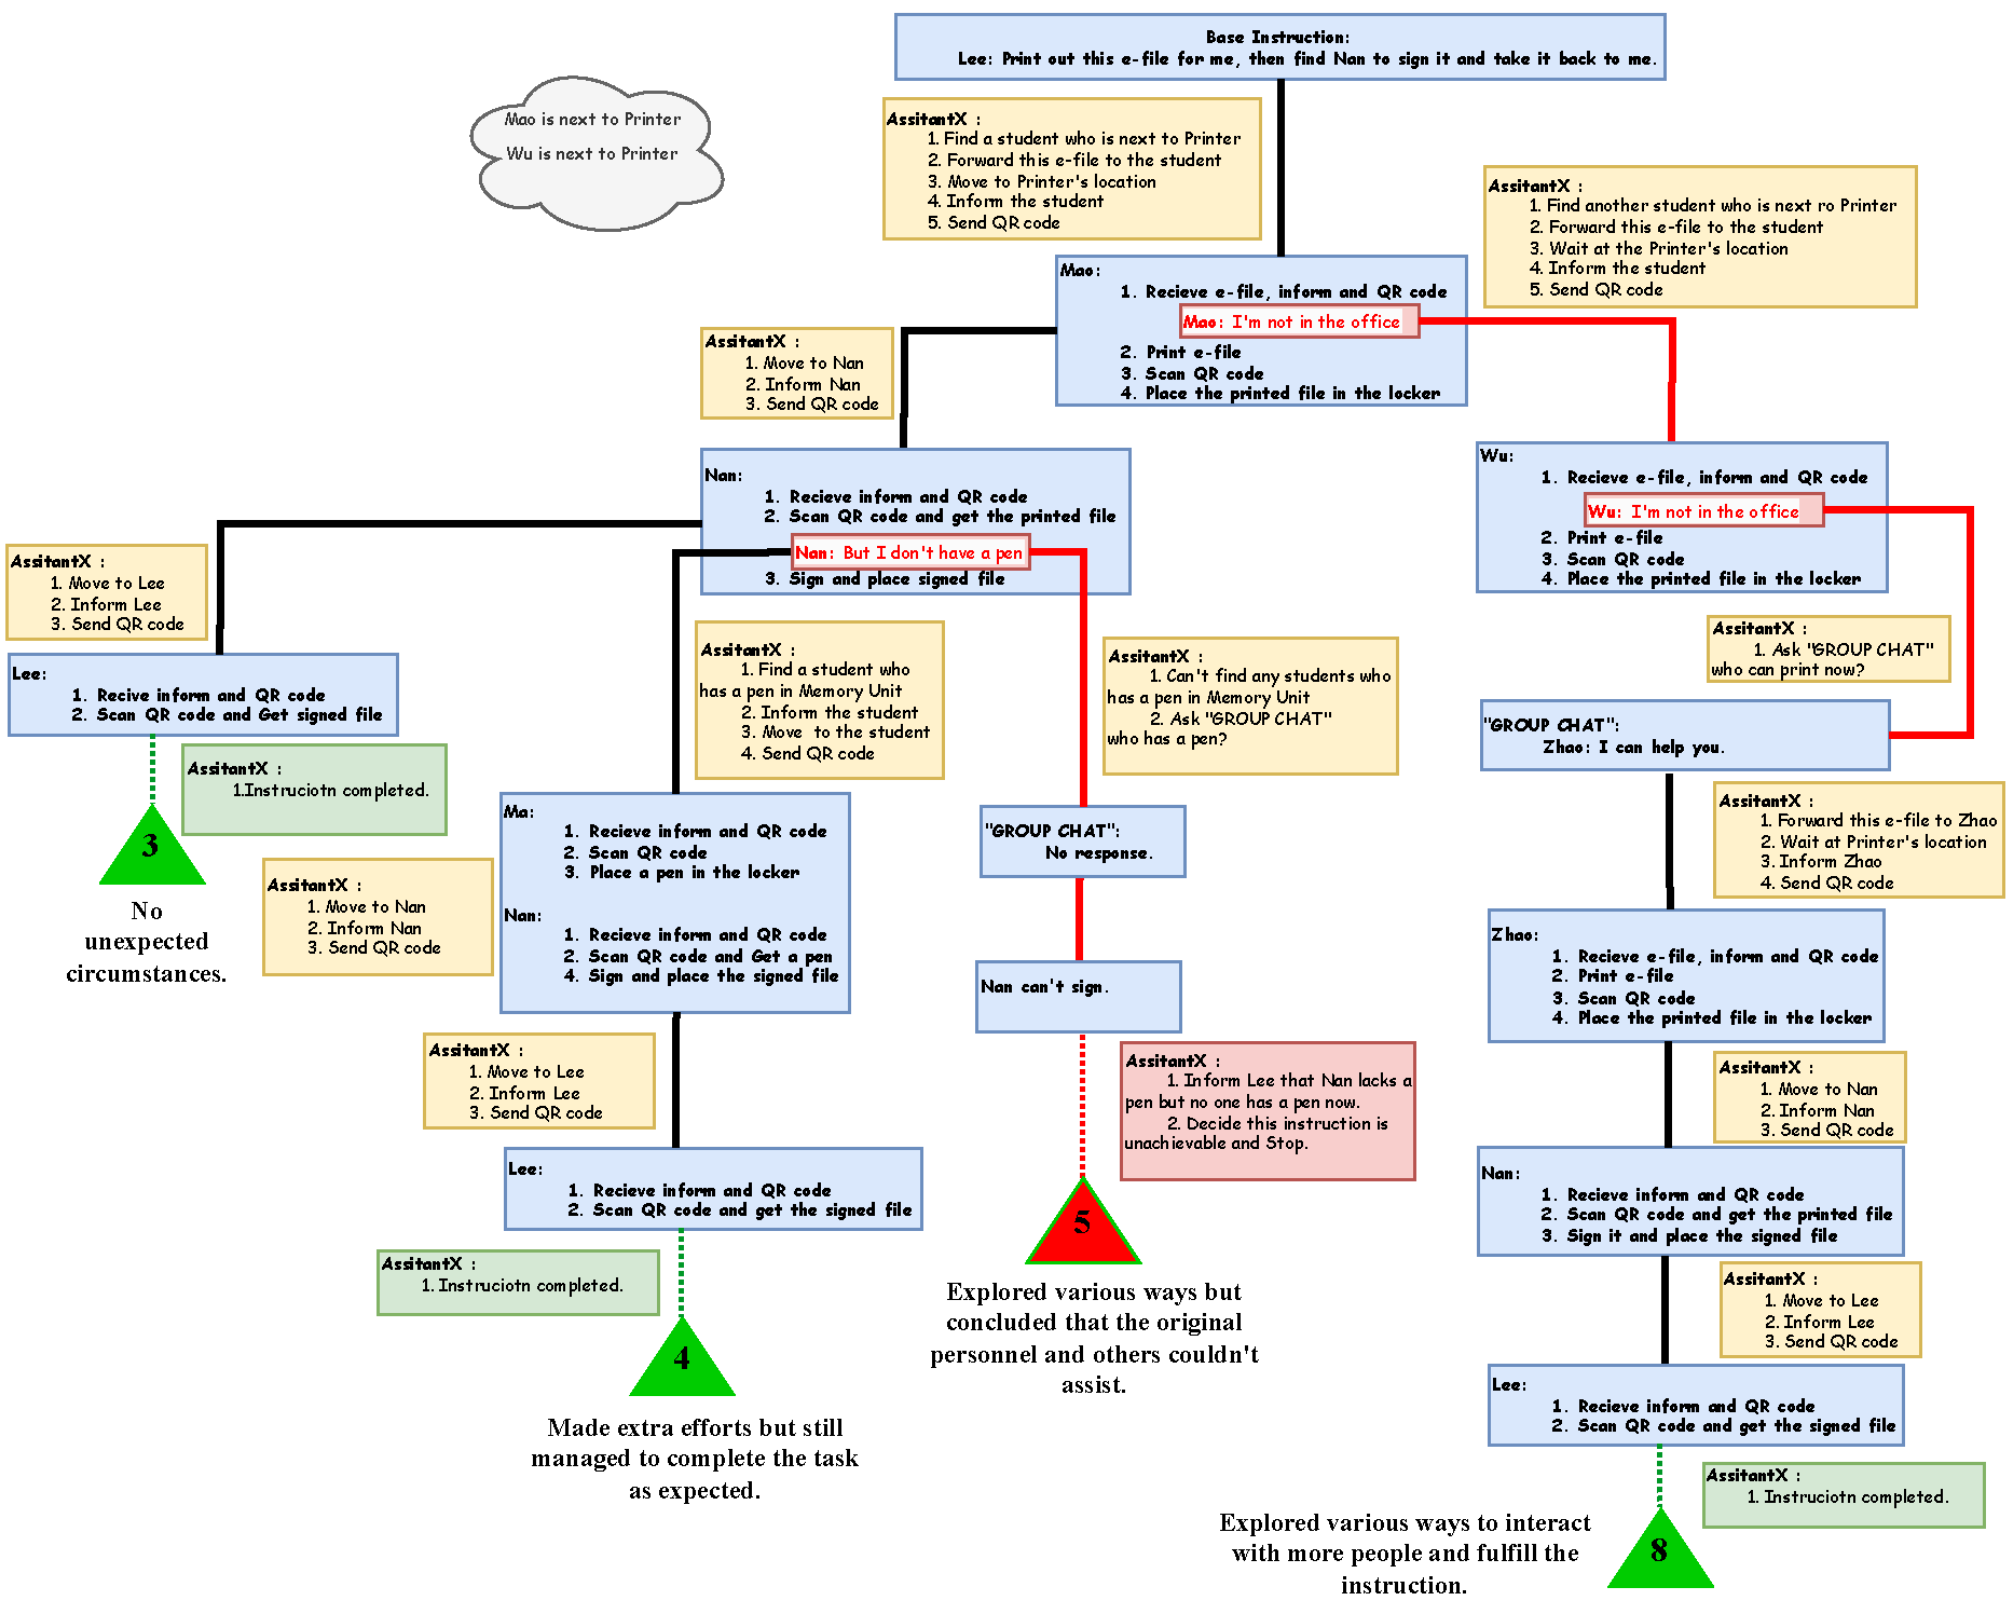 Base Instruction:
Lee: Print out this e-file for me, then find Nan to sign it and take it back to me.
Mao is next to Printer
Wu is next to Printer
AssitantX :
1. Find a student who is next to Printer
2. Forward this e-file to the student
3. Move to Printer's location
4. Inform the student
5. Send QR code
AssitantX :
1. Find another student who is next ro Printer
2. Forward this e-file to the student
3. Wait at the Printer's location
4. Inform the student
5. Send QR code
Mao:
1. Recieve e-file, inform and QR code
Mao: I'm not in the office
2. Print e-file
3. Scan QR code
4. Place the printed file in the locker
AssitantX :
1. Move to Nan
2. Inform Nan
3. Send QR code
Nan:
1. Recieve inform and QR code
2. Scan QR code and get the printed file
Nan: But I don't have a pen
3. Sign and place signed file
Wu:
1. Recieve e-file, inform and QR code
Wu: I'm not in the office
2. Print e-file
3. Scan QR code
4. Place the printed file in the locker
AssitantX :
1. Move to Lee
2. Inform Lee
3. Send QR code
Lee:
1. Recive inform and QR code
2. Scan QR code and Get signed file
AssitantX :
1.Instruciotn completed.
3
No
unexpected
circumstances.
AssitantX :
1. Find a student who
has a pen in Memory Unit
2. Inform the student
3. Move to the student
4. Send QR code
Ma:
1. Recieve inform and QR code
2. Scan QR code
3. Place a pen in the locker
Nan:
1. Recieve inform and QR code
2. Scan QR code and Get a pen
4. Sign and place the signed file
AssitantX :
1. Move to Nan
2. Inform Nan
3. Send QR code
AssitantX :
1. Move to Lee
2. Inform Lee
3. Send QR code
Lee:
1. Recieve inform and QR code
2. Scan QR code and get the signed file
AssitantX :
1. Instruciotn completed.
4
Made extra efforts but still
managed to complete the task
as expected.
AssitantX :
1. Can't find any students who
has a pen in Memory Unit
2. Ask "GROUP CHAT"
who has a pen?
"GROUP CHAT":
No response.
Nan can't sign.
AssitantX :
1. Inform Lee that Nan lacks a
pen but no one has a pen now.
2. Decide this instruction is
unachievable and Stop.
5
Explored various ways but
concluded that the original
personnel and others couldn't
assist.
AssitantX :
1. Ask "GROUP CHAT"
who can print now?
"GROUP CHAT":
Zhao: I can help you.
AssitantX :
1. Forward this e-file to Zhao
2. Wait at Printer's location
3. Inform Zhao
4. Send QR code
Zhao:
1. Recieve e-file, inform and QR code
2. Print e-file
3. Scan QR code
4. Place the printed file in the locker
AssitantX :
1. Move to Nan
2. Inform Nan
3. Send QR code
Nan:
1. Recieve inform and QR code
2. Scan QR code and get the printed file
3. Sign it and place the signed file
AssitantX :
1. Move to Lee
2. Inform Lee
3. Send QR code
Lee:
1. Recieve inform and QR code
2. Scan QR code and get the signed file
AssitantX :
1. Instruciotn completed.
8
Explored various ways to interact
with more people and fulfill the
instruction.